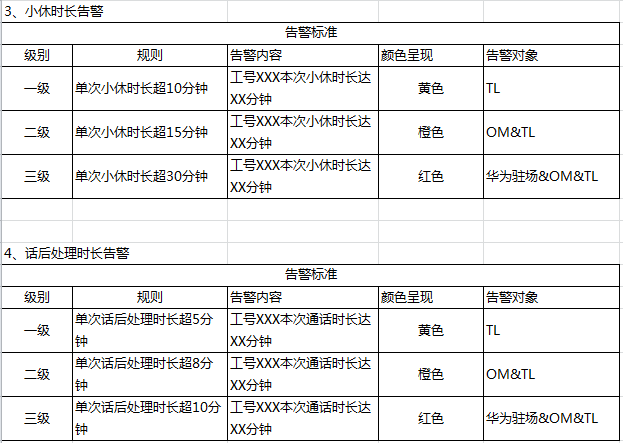 3、小休时长告警
告警标准
级别 规则 告警内容 颜色呈现 告警对象
一级 单次小休时长超10分钟 工号XXX本次小休时长达 黄色 TL
XX分钟
二级 单次小休时长超15分钟 工号XXX本次小休时长达 橙色 OM&TL
XX分钟
三级 单次小休时长超30分钟 工号XXX本次小休时长达 红色 华为驻场&OM&TL
XX分钟
4、话后处理时长告警
告警标准
级别 规则 告警内容 颜色呈现 告警对象
一级 单次话后处理时长超5分 工号XXX本次通话时长达 黄色 TL
钟 XX分钟
二级 单次话后处理时长超8分 工号XXX本次通话时长达 橙色 OM&TL
钟 XX分钟
三级 单次话后处理时长超10分 工号XXX本次通话时长达 红色 华为驻场&OM&TL
钟 XX分钟